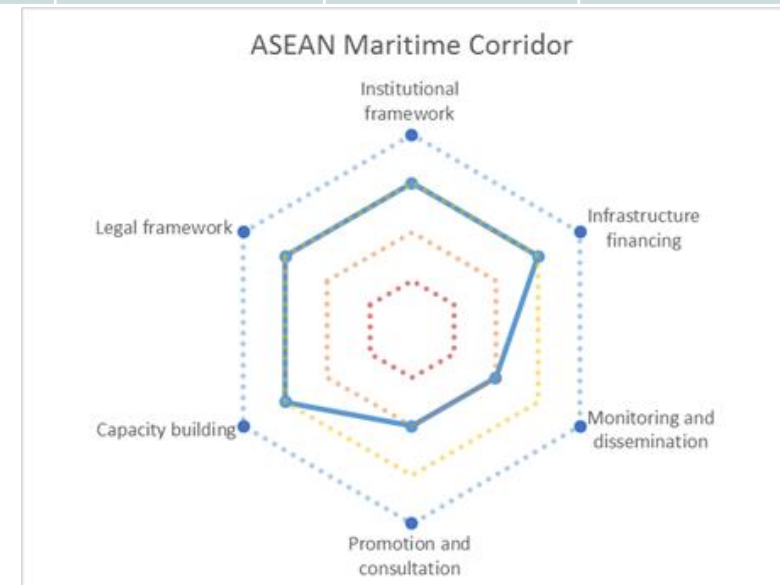 ASEAN Maritime Corridor
Institutional
framework
Legal framework
Infrastructure
financing
Capacity building
Monitoring and
dissemination
Promotion and
consultation